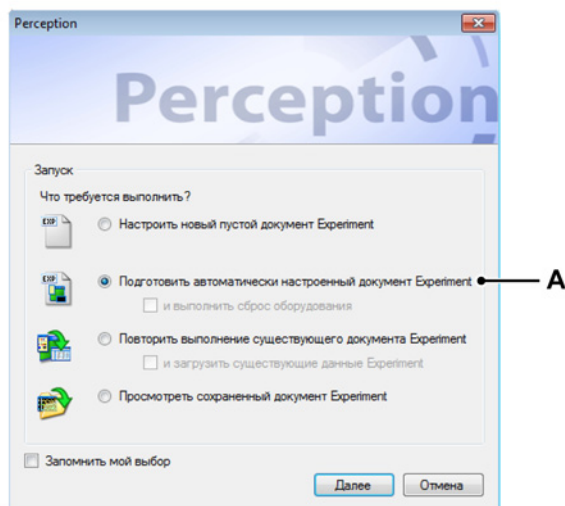 Perception
Perception
Запуск
Что требуется выполнить?
EXP
Настроить новый пустой документ Experiment
EXP
Подготовить автоматически настроенный документ Experiment
A
и выполнить сброс оборудования
Повторить выполнение существующего документа Experiment
и загрузить существующие данные Experiment
Просмотреть сохраненный документ Experiment
Запомнить мой выбор
Далее
Отмена